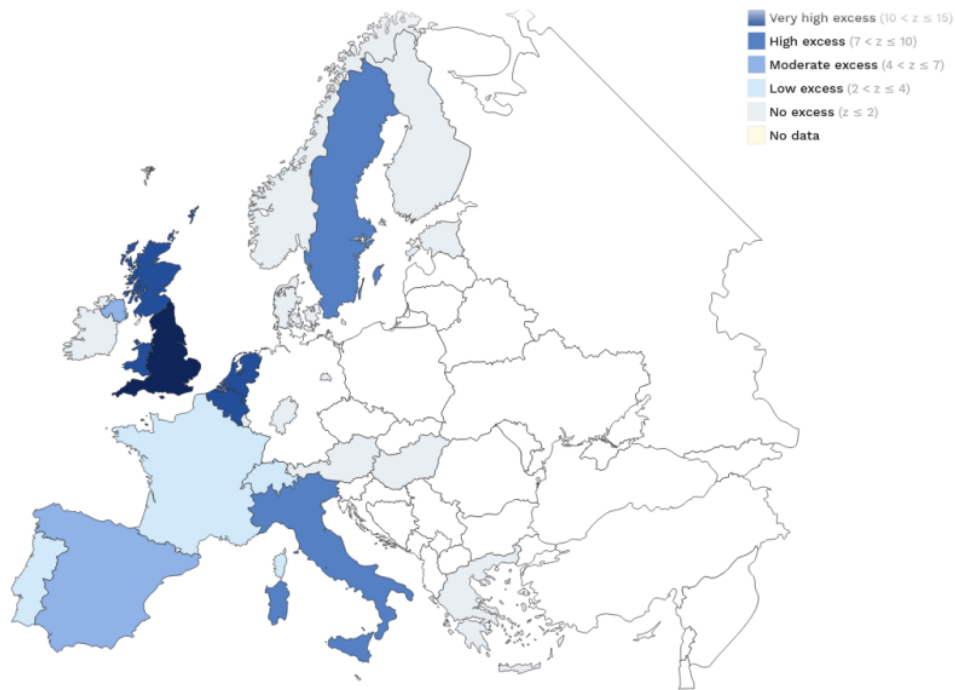 Very high excess (10 < z ≤ 15)
High excess (7 < z ≤ 10)
Moderate excess (4 < z ≤ 7)
Low excess (2 < z ≤ 4)
No excess (z ≤ 2)
No data